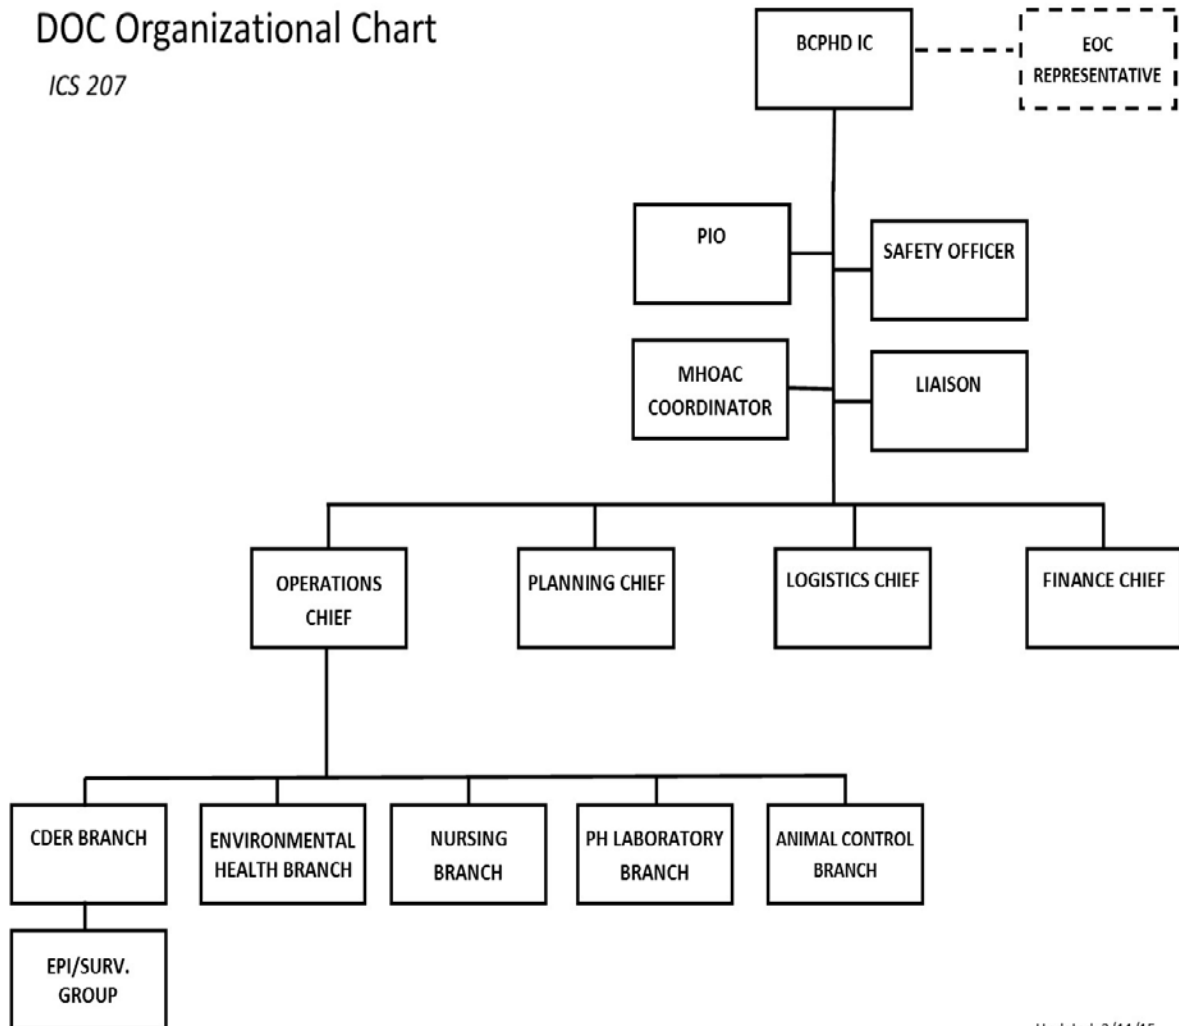 DOC Organizational Chart
ICS 207
BCPHD IC
EOC
REPRESENTATIVE
PIO
SAFETY OFFICER
MHOAC
COORDINATOR
LIAISON
OPERATIONS
CHIEF
PLANNING CHIEF
LOGISTICS CHIEF
FINANCE CHIEF
CDER BRANCH
ENVIRONMENTAL
HEALTH BRANCH
NURSING
BRANCH
PH LABORATORY
BRANCH
ANIMAL CONTROL
BRANCH
EPI/SURV.
GROUP